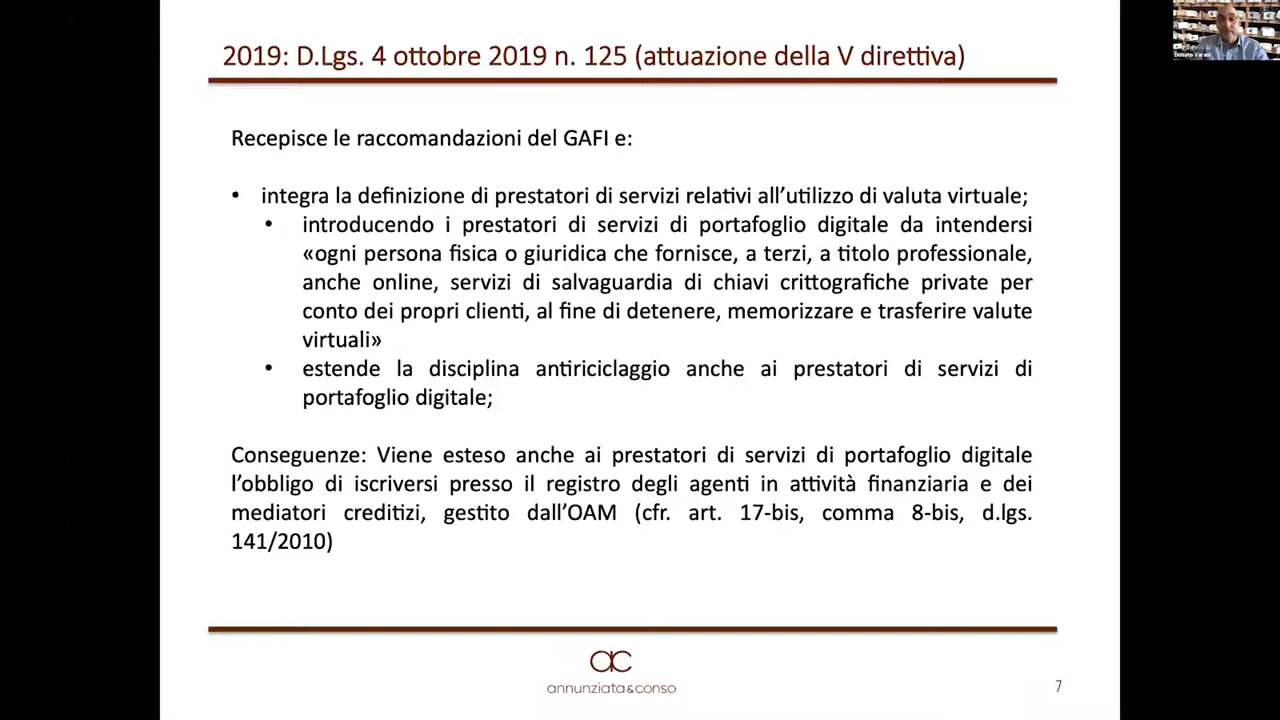 2019: D.Lgs. 4 ottobre 2019 n. 125 (attuazione della V direttiva)
Donato Varani
Recepisce le raccomandazioni del GAFI e:
• integra la definizione di prestatori di servizi relativi all’utilizzo di valuta virtuale;
• introducendo i prestatori di servizi di portafoglio digitale da intendersi
«ogni persona fisica o giuridica che fornisce, a terzi, a titolo professionale,
anche online, servizi di salvaguardia di chiavi crittografiche private per
conto dei propri clienti, al fine di detenere, memorizzare e trasferire valute
virtuali»
• estende la disciplina antiriciclaggio anche ai prestatori di servizi di
portafoglio digitale;
Conseguenze: Viene esteso anche ai prestatori di servizi di portafoglio digitale
l’obbligo di iscriversi presso il registro degli agenti in attività finanziaria e dei
mediatori creditizi, gestito dall’OAM (cfr. art. 17-bis, comma 8-bis, d.lgs.
141/2010)
ac
annunziata&conso
7